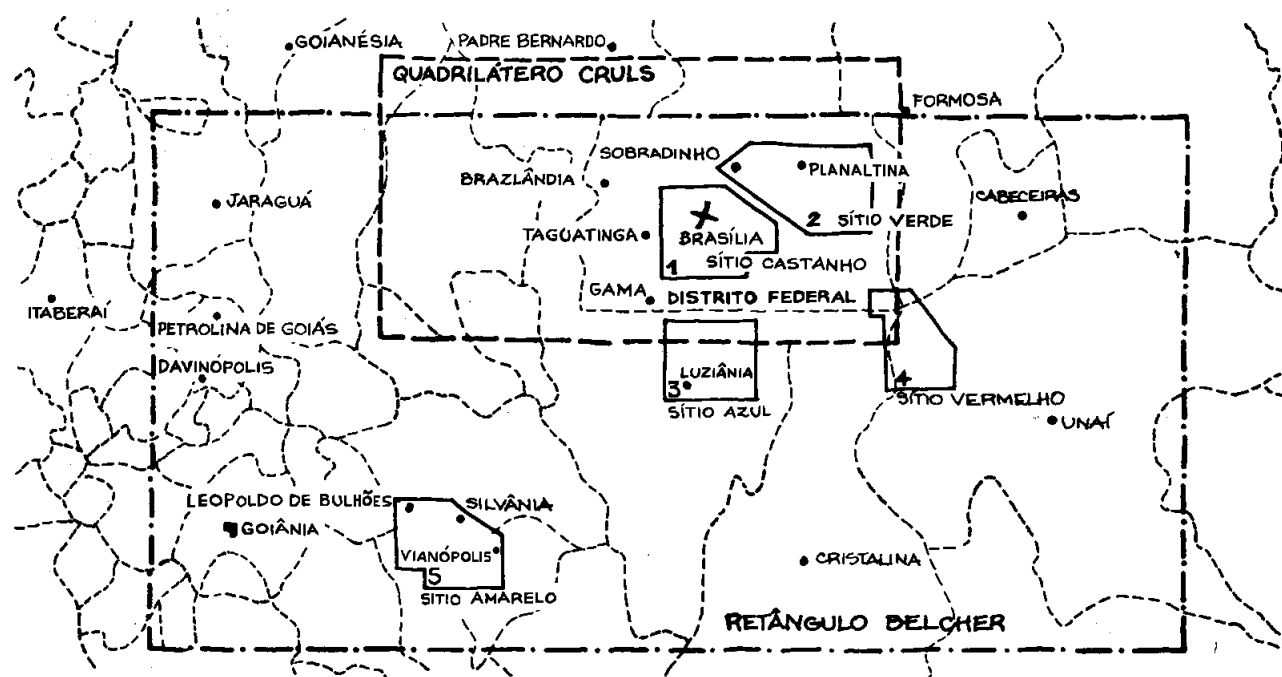 GOIANÉSIA
PADRE BERNARDO
QUADRILÁTERO CRULS
FORMOSA
SOBRADINHO
PLANALTINA
BRAZLÂNDIA
CABECEIRAS
JARAGUÁ
2 SÍTIO VERDE
TAGUATINGA
BRASÍLIA
1 SÍTIO CASTANHO
GAMA
DISTRITO FEDERAL
ITABERAÍ
PETROLINA DE GOIÁS
DAVINÓPOLIS
LUZIÂNIA
3
4
SÍTIO AZUL
SÍTIO VERMELHO
UNAÍ
LEOPOLDO DE BULHÕES
SILVÂNIA
GOIÂNIA
VIANÓPOLIS
5
CRISTALINA
SÍTIO AMARELO
RETÂNGULO BELCHER